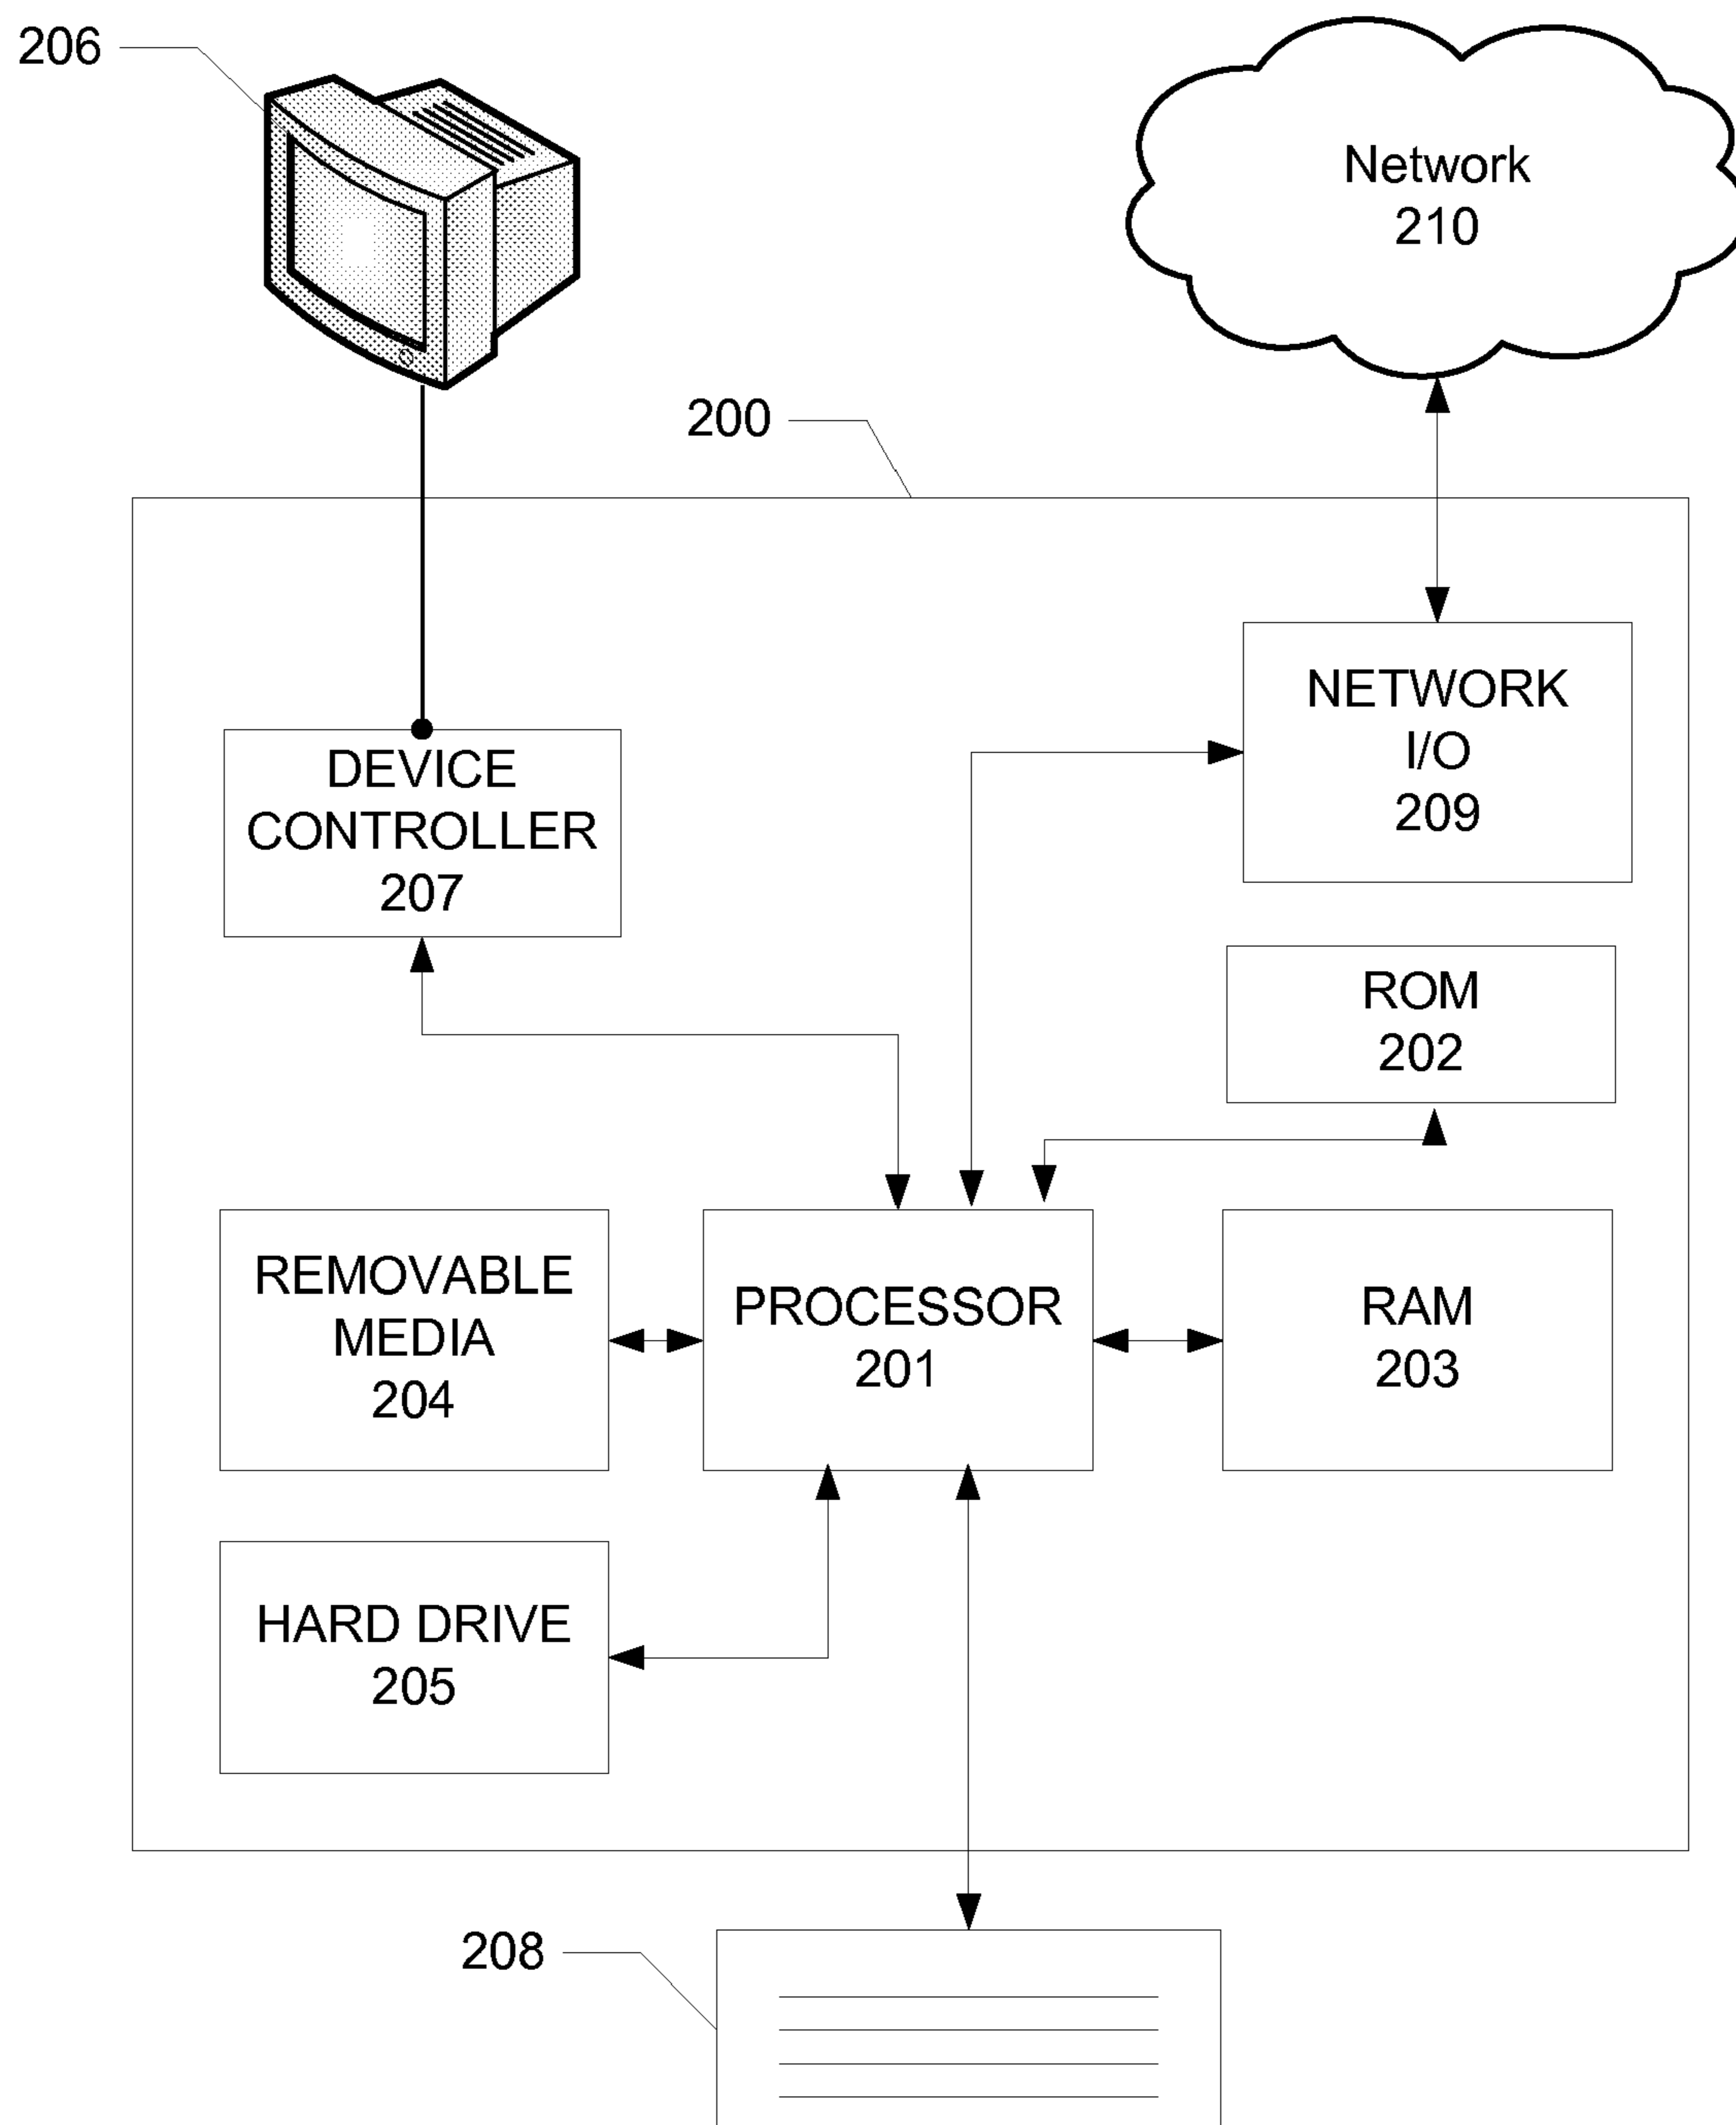 206
Network
210
200
DEVICE
CONTROLLER
207
NETWORK
I/O
209
ROM
202
REMOVABLE
MEDIA
204
PROCESSOR
201
RAM
203
HARD DRIVE
205
208